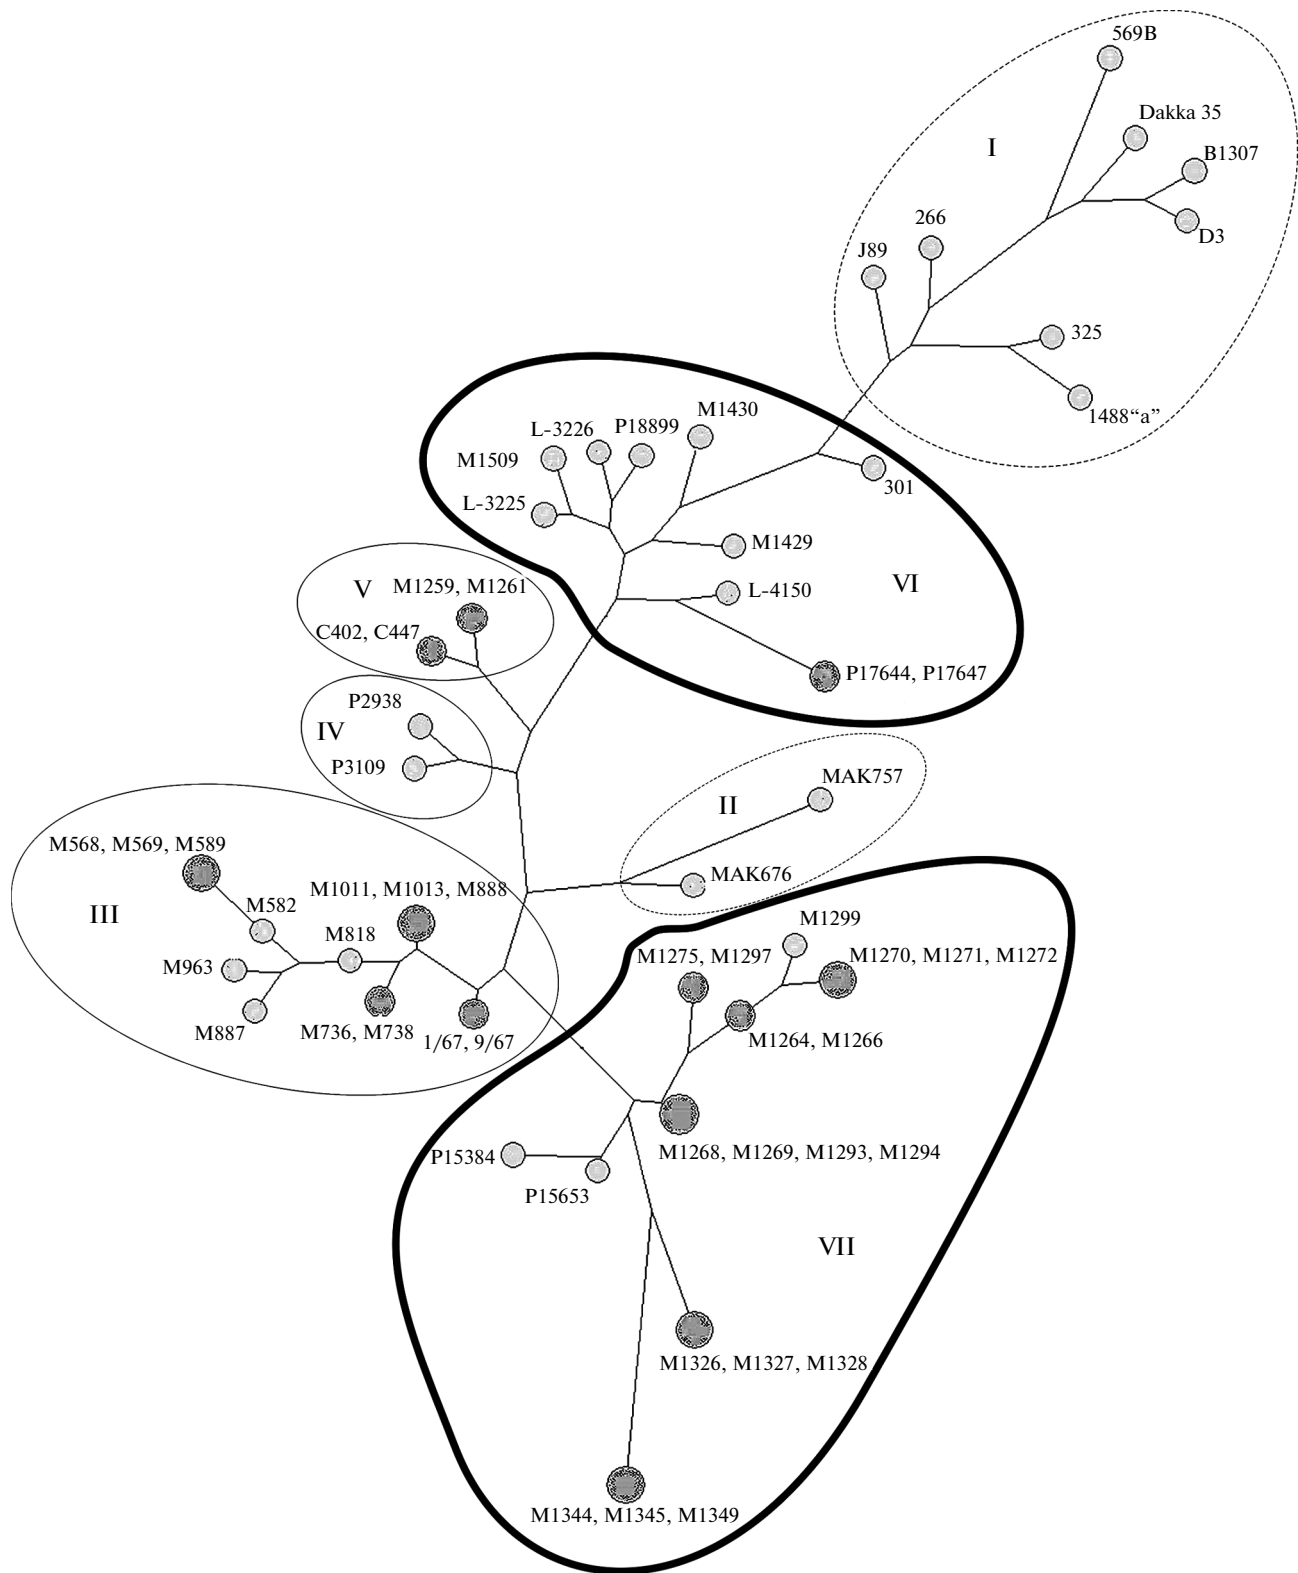 569B
Dakka 35
I
B1307
266
D3
J89
325
1488“a”
M1430
P18899
L-3226
M1509
301
L-3225
M1429
VI
V
M1259, M1261
L-4150
C402, C447
P17644, P17647
P2938
IV
P3109
MAK757
II
M568, M569, M589
MAK676
M1011, M1013, M888
III
M582
M818
M1299
M1275, M1297
M1270, M1271, M1272
M963
M887
M736, M738
1/67, 9/67
M1264, M1266
M1268, M1269, M1293, M1294
P15384
P15653
VII
M1326, M1327, M1328
M1344, M1345, M1349